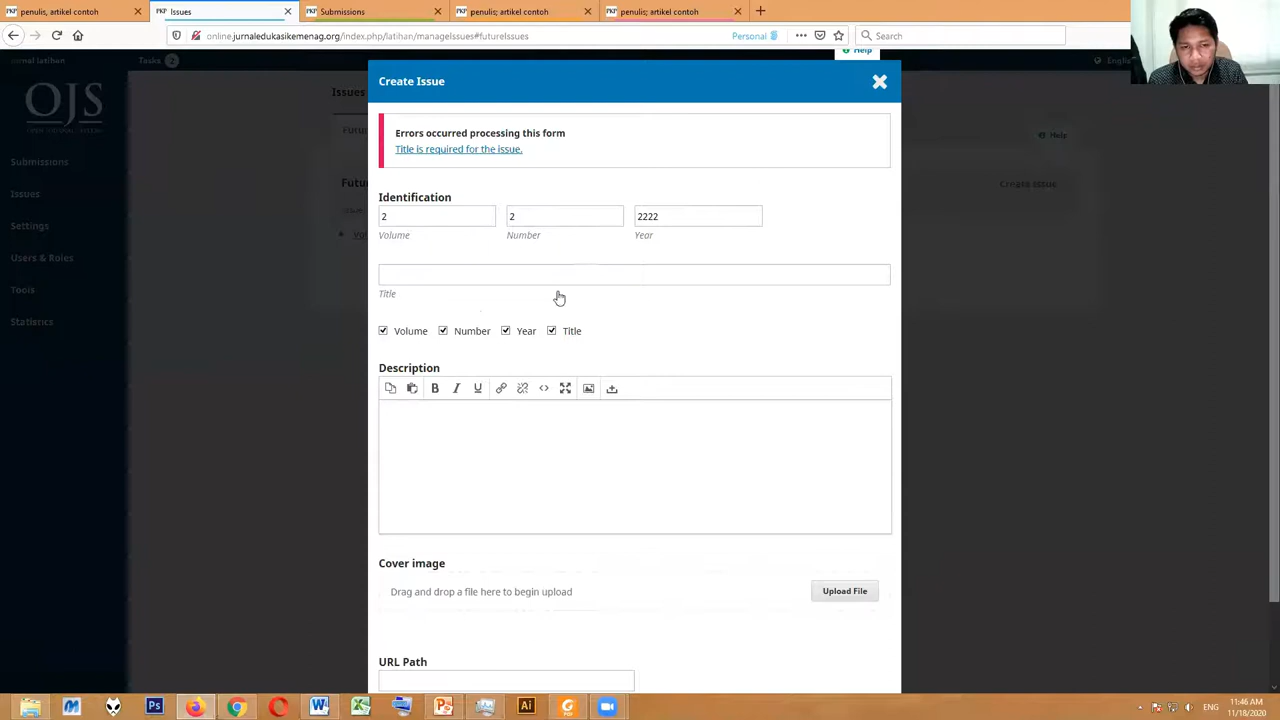 penulis, artikel contoh
Issues
Submissions
penulis; artikel contoh
penulis; artikel contoh
online.jurnaledukasikemenag.org/index.php/latihan/manageIssues#futureIssues
Personal
Search
Help
Jurnal latihan
Tasks 2
English
Create Issue
OJS
OPEN JOURNAL SYSTEMS
Issues
Errors occurred processing this form
Title is required for the issue.
Help
Submissions
Issues
Settings
Users & Roles
Tools
Statistics
Create Issue
Identification
2
2
2222
Volume
Number
Year
Title
Volume
Number
Year
Title
Description
B I U
Cover image
Drag and drop a file here to begin upload
Upload File
URL Path
ENG
11:46 AM
11/18/2020